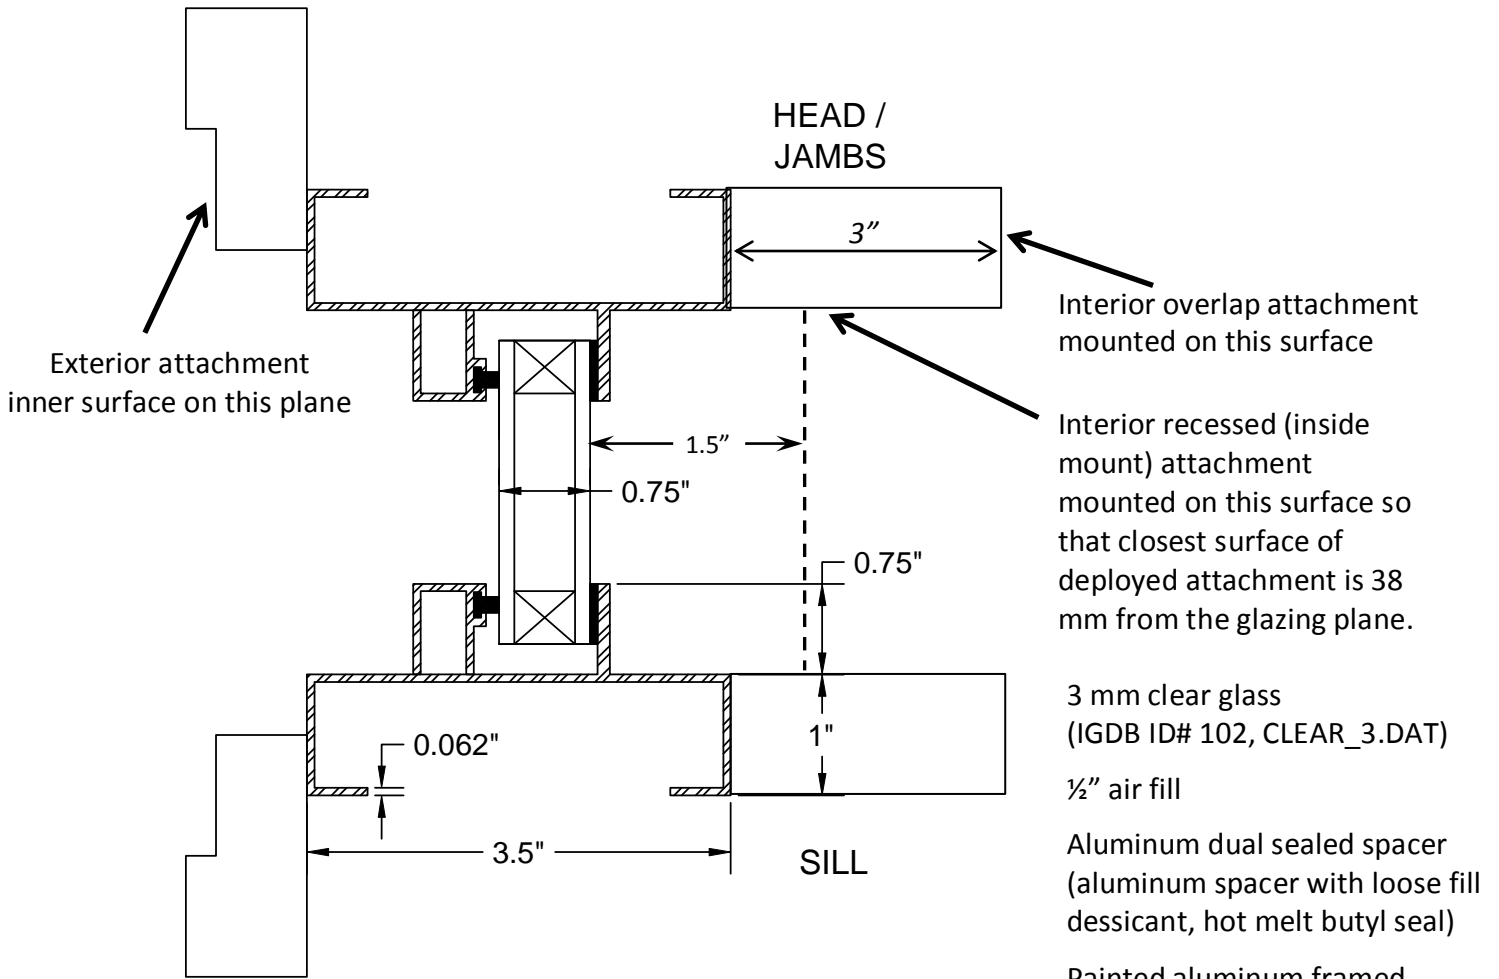 HEAD /
JAMBS
3”
Interior overlap attachment
mounted on this surface
Exterior attachment
inner surface on this plane
Interior recessed (inside
mount) attachment
mounted on this surface so
that closest surface of
deployed attachment is 38
mm from the glazing plane.
1.5”
0.75"
0.75"
3 mm clear glass
(IGDB ID# 102, CLEAR_3.DAT)
0.062"
1"
½” air fill
3.5"
SILL
Aluminum dual sealed spacer
(aluminum spacer with loose fill
dessicant, hot melt butyl seal)
Painted aluminum framed